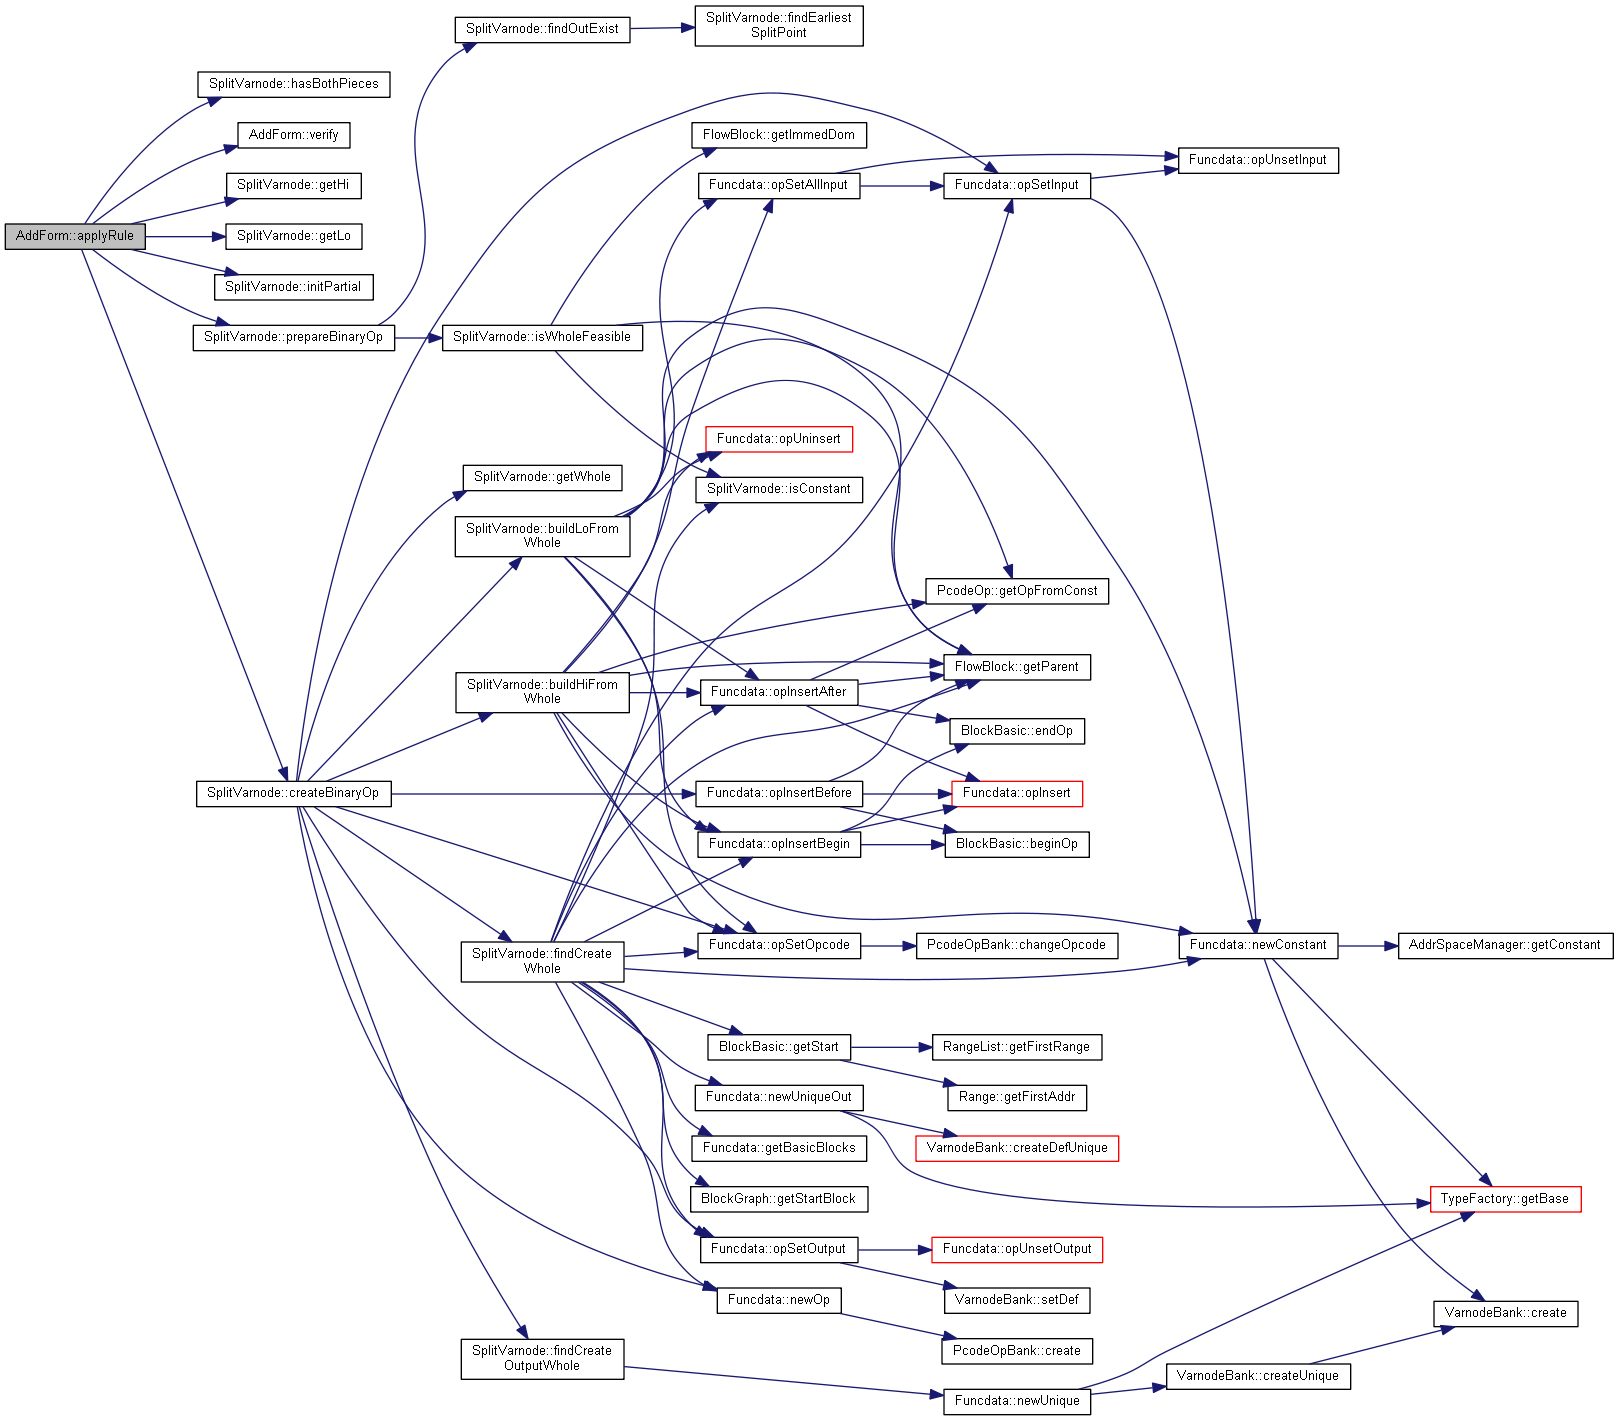 SplitVarnode::findOutExist
SplitVarnode::findEarliest
SplitPoint
SplitVarnode::hasBothPieces
AddForm::verify
FlowBlock::getImmedDom
Funcdata::opUnsetInput
SplitVarnode::getHi
Funcdata::opSetAllInput
Funcdata::opSetInput
AddForm::applyRule
SplitVarnode::getLo
SplitVarnode::initPartial
SplitVarnode::prepareBinaryOp
SplitVarnode::isWholeFeasible
Funcdata::opUninsert
SplitVarnode::getWhole
SplitVarnode::isConstant
SplitVarnode::buildLoFrom
Whole
PcodeOp::getOpFromConst
FlowBlock::getParent
SplitVarnode::buildHiFrom
Whole
Funcdata::opInsertAfter
BlockBasic::endOp
SplitVarnode::createBinaryOp
Funcdata::opInsertBefore
Funcdata::opInsert
Funcdata::opInsertBegin
BlockBasic::beginOp
SplitVarnode::findCreate
Whole
Funcdata::opSetOpcode
PcodeOpBank::changeOpcode
Funcdata::newConstant
AddrSpaceManager::getConstant
BlockBasic::getStart
RangeList::getFirstRange
Funcdata::newUniqueOut
Range::getFirstAddr
Funcdata::getBasicBlocks
VarnodeBank::createDefUnique
BlockGraph::getStartBlock
TypeFactory::getBase
Funcdata::opSetOutput
Funcdata::opUnsetOutput
Funcdata::newOp
VarnodeBank::setDef
VarnodeBank::create
SplitVarnode::findCreate
OutputWhole
PcodeOpBank::create
VarnodeBank::createUnique
Funcdata::newUnique